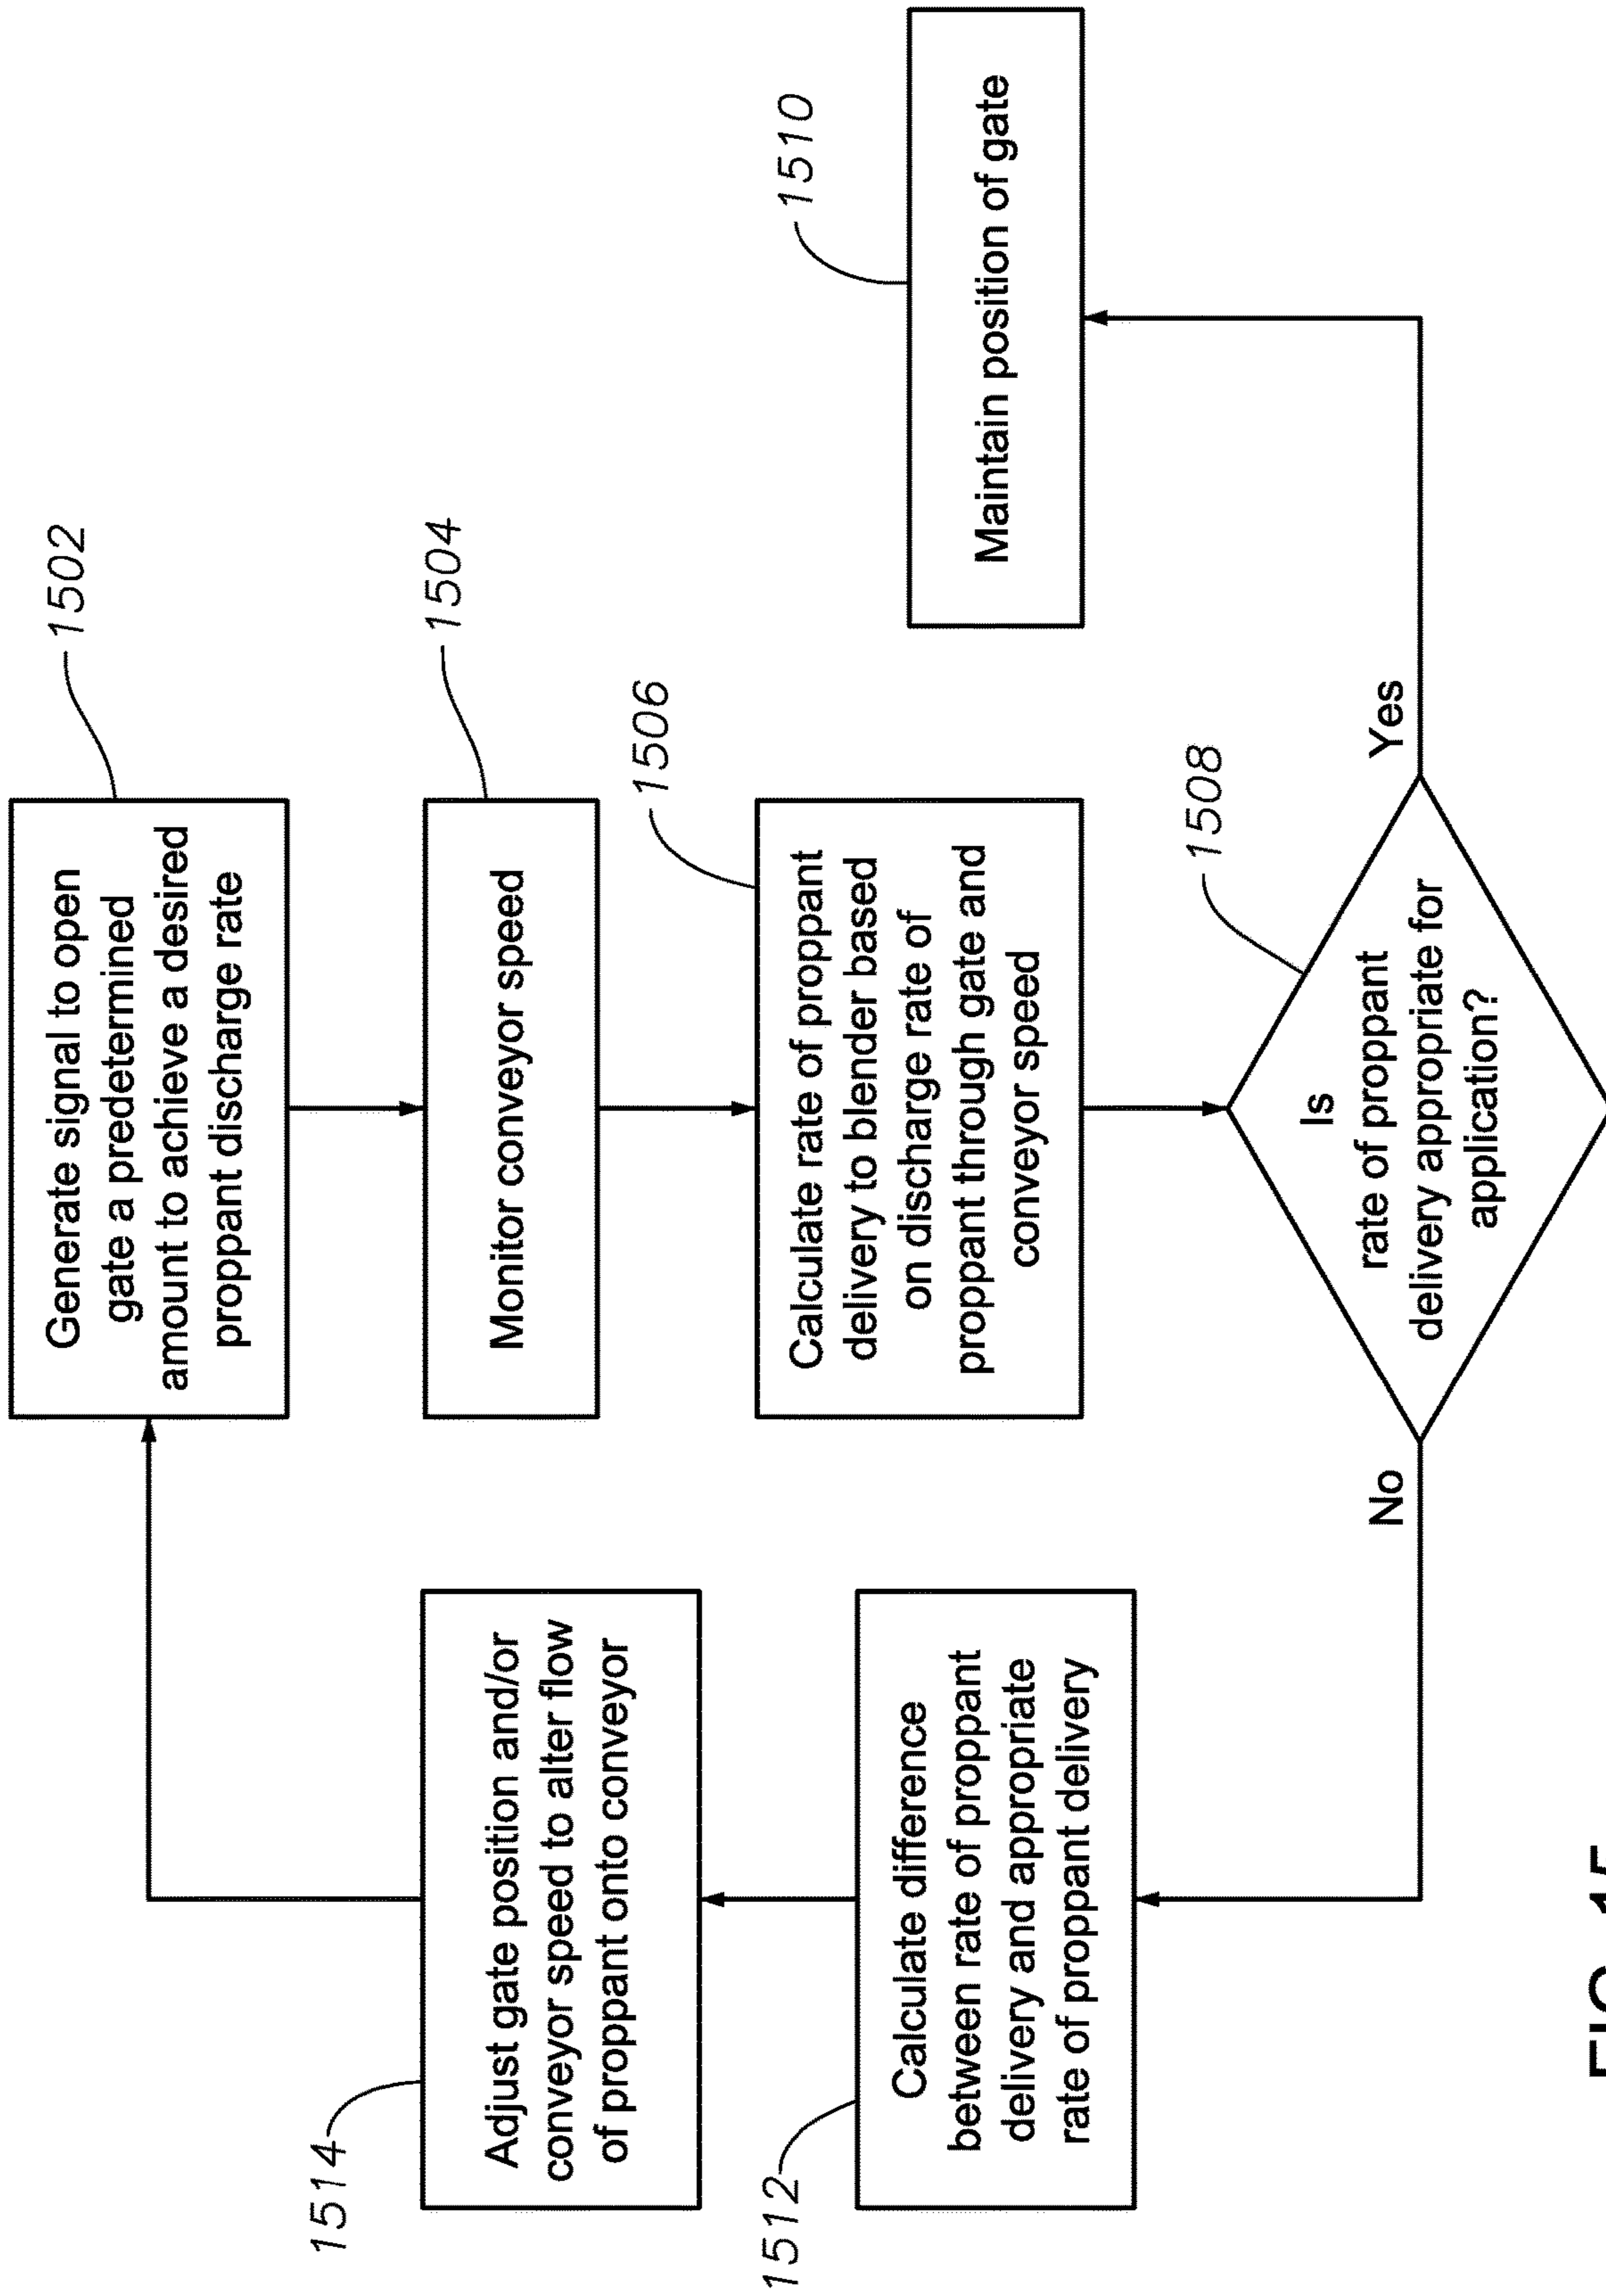 Generate signal to open
gate a predetermined
amount to achieve a desired
proppant discharge rate
1502
Monitor conveyor speed
1504
Calculate rate of proppant
delivery to blender based
on discharge rate of
proppant through gate and
conveyor speed
1506
Is
rate of proppant
delivery appropriate for
application?
1508
Yes
Maintain position of gate
1510
No
Calculate difference
between rate of proppant
delivery and appropriate
rate of proppant delivery
1512
Adjust gate position and/or
conveyor speed to alter flow
of proppant onto conveyor
1514
FIG. 15